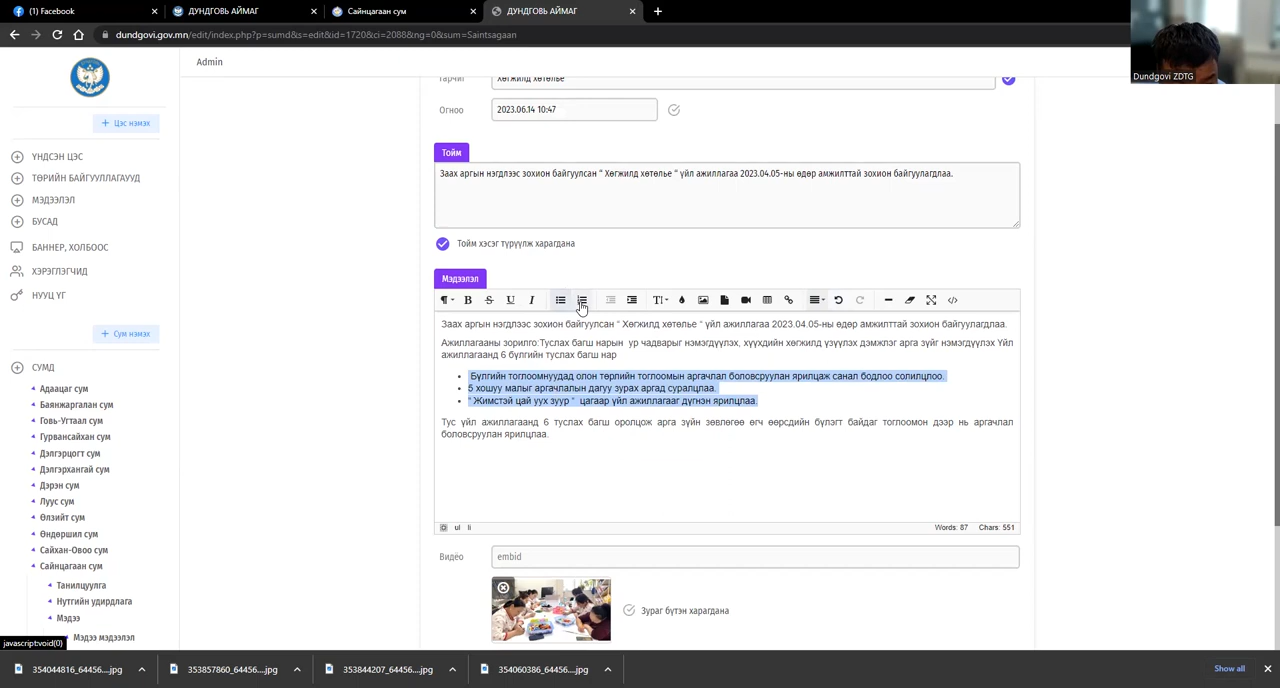 (1) Facebook
ДУНДГОВЬ АЙМАГ
Сайнцагаан сум
ДУНДГОВЬ АЙМАГ
dundgovi.gov.mn/edit/index.php?p=sumd&s=edit&id=1720&ci=2088&ng=0&sum=Saintsagaan
Dundgovi ZDTG
Admin
+ Цэс нэмэх
ҮНДСЭН ЦЭС
ТӨРИЙН БАЙГУУЛЛАГАУУД
МЭДЭЭЛЭЛ
БУСАД
БАННЕР, ХОЛБООС
ХЭРЭГЛЭГЧИД
НУУЦ ҮГ
+ Сум нэмэх
СУМД
Адаацаг сум
Баянжаргалан сум
Говь-Угтаал сум
Гурвансайхан сум
Дэлгэрцогт сум
Дэлгэрхангай сум
Дэрэн сум
Луус сум
Өлзийт сум
Өндөршил сум
Сайхан-Овоо сум
Сайнцагаан сум
Танилцуулга
Нутгийн удирдлага
Мэдээ
Мэдээ мэдээлэл
javascript:void(0)
Гарчиг
Хөгжилд хөтөлье
Огноо
2023.06.14 10:47
Тойм
Заах аргын нэгдлээс зохион байгуулсан “ Хөгжилд хөтөлье “ үйл ажиллагаа 2023.04.05-ны өдөр амжилттай зохион байгуулагдлаа.
Тойм хэсэг түрүүлж харагдана
Мэдээлэл
Заах аргын нэгдлээс зохион байгуулсан “ Хөгжилд хөтөлье “ үйл ажиллагаа 2023.04.05-ны өдөр амжилттай зохион байгуулагдлаа.
Ажиллагааны зорилго:Туслах багш нарын ур чадварыг нэмэгдүүлэх, хүүхдийн хөгжилд үзүүлэх дэмжлэг арга зүйг нэмэгдүүлэх Үйл
ажиллагаанд 6 бүлгийн туслах багш нар
• Бүлгийн тоглоомнуудад олон төрлийн тоглоомын аргачлал боловсруулан ярилцаж санал бодлоо солилцлоо.
• 5 хошуу малыг аргачлалын дагуу зурах аргад суралцлаа.
• “ Жимстэй цай уух зуур “ цагаар үйл ажиллагааг дүгнэн ярилцлаа.
Тус үйл ажиллагаанд 6 туслах багш оролцож арга зүйн зөвлөгөө өгч өөрсдийн бүлэгт байдаг тоглоомон дээр нь аргачлал
боловсруулан ярилцлаа.
ul li
Words: 87 Chars: 551
Видёо
embid
Зураг бүтэн харагдана
354044816_64456....jpg
353857860_64456....jpg
353844207_64456....jpg
354060386_64456....jpg
Show all